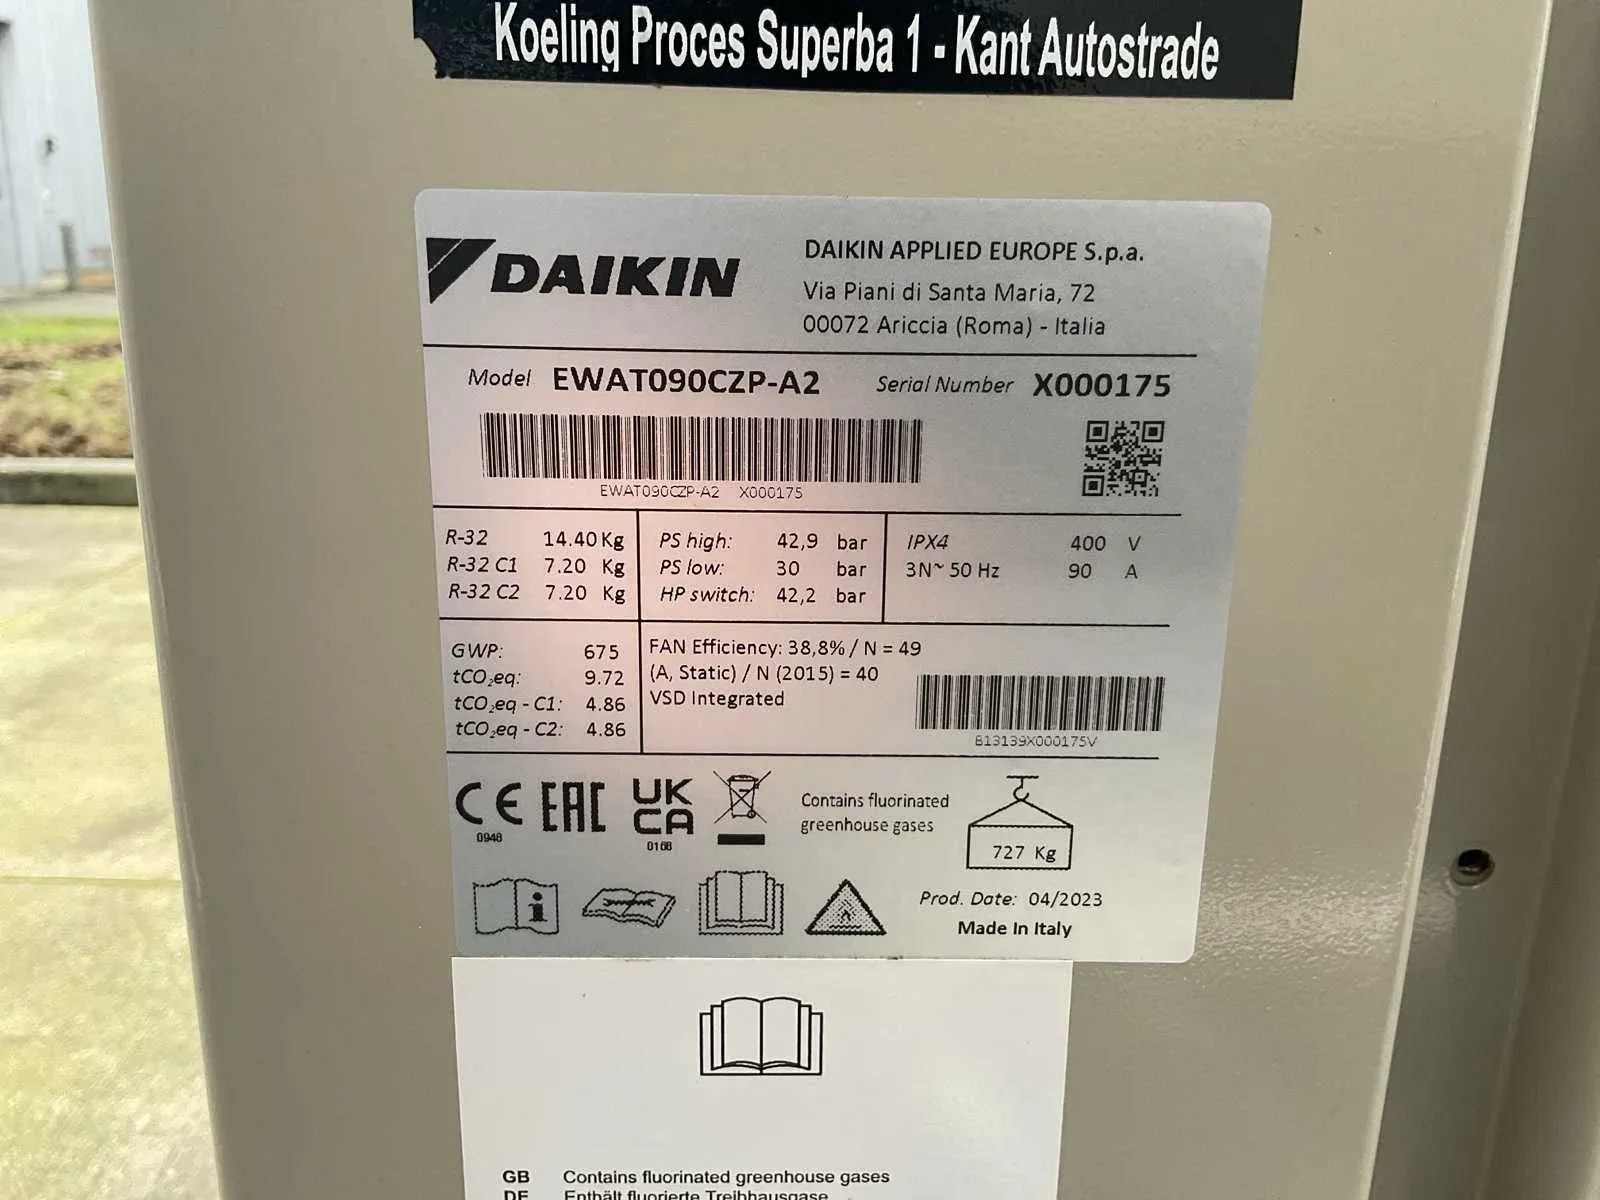 Koeling Proces Superba 1 - Kant Autostrade
DAIKIN
DAIKIN APPLIED EUROPE S.p.a.
Via Piani di Santa Maria, 72
00072 Ariccia (Roma) - Italia
Model EWAT090CZP-A2 Serial Number X000175
EWAT090CZP-A2 X000175
R-32 14.40 Kg
R-32 C1 7.20 Kg
R-32 C2 7.20 Kg
PS high: 42,9 bar
PS low: 30 bar
HP switch: 42,2 bar
IPX4 400 V
3N~ 50 Hz 90 A
GWP: 675
tCO₂eq: 9.72
tCO₂eq - C1: 4.86
tCO₂eq - C2: 4.86
FAN Efficiency: 38,8% / N = 49
(A, Static) / N (2015) = 40
VSD Integrated
B13139X000175V
CE
0948
EAC
UK
CA
0168
Contains fluorinated
greenhouse gases
727 Kg
Prod. Date: 04/2023
Made In Italy
GB Contains fluorinated greenhouse gases
DE Enthält fluorierte Treibhausgase